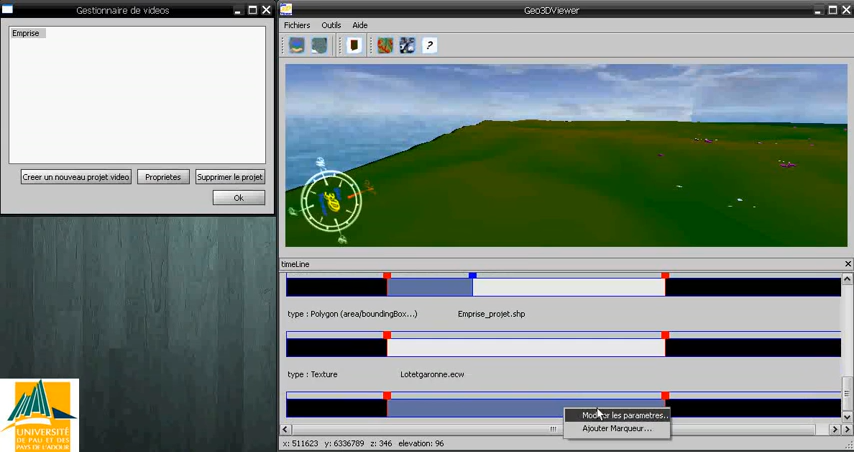 Gestionnaire de videos
Emprise
Creer un nouveau projet video
Proprietes
Supprimer le projet
Ok
Geo3DViewer
Fichiers Outils Aide
?
3D
timeLine
type : Polygon (area/boundingBox...) Emprise_projet.shp
type : Texture Lotetgaronne.ecw
les parametres...
Ajouter Marqueur...
x: 511623 y: 6336789 z: 346 elevation: 96
UNIVERSITÉ
DE PAU ET DES
PAYS DE L'ADOUR